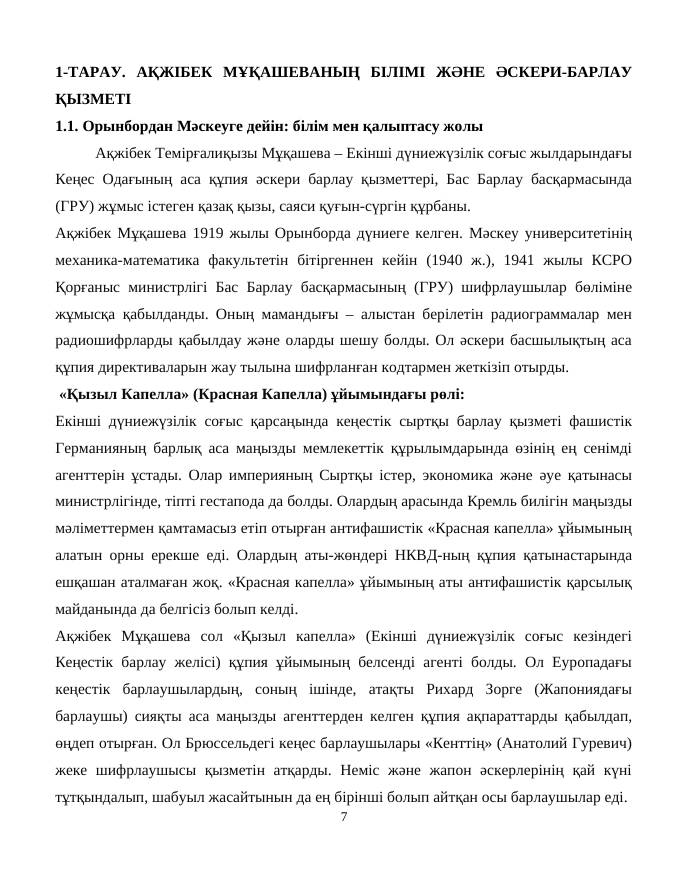 1-ТАРАУ. АҚЖІБЕК МҰҚАШЕВАНЫҢ БІЛІМІ ЖӘНЕ ӘСКЕРИ-БАРЛАУ
ҚЫЗМЕТІ
1.1. Орынбордан Мәскеуге дейін: білім мен қалыптасу жолы
Ақжібек Темірғалиқызы Мұқашева – Екінші дүниежүзілік соғыс жылдарындағы
Кеңес Одағының аса құпия әскери барлау қызметтері, Бас Барлау басқармасында
(ГРУ) жұмыс істеген қазақ қызы, саяси қуғын-сүргін құрбаны.
Ақжібек Мұқашева 1919 жылы Орынборда дүниеге келген. Мәскеу университетінің
механика-математика факультетін бітіргеннен кейін (1940 ж.), 1941 жылы КСРО
Қорғаныс министрлігі Бас Барлау басқармасының (ГРУ) шифрлаушылар бөліміне
жұмысқа қабылданды. Оның мамандығы – алыстан берілетін радиограммалар мен
радиошифрларды қабылдау және оларды шешу болды. Ол әскери басшылықтың аса
құпия директиваларын жау тылына шифрланған кодтармен жеткізіп отырды.
«Қызыл Капелла» (Красная Капелла) ұйымындағы рөлі:
Екінші дүниежүзілік соғыс қарсаңында кеңестік сыртқы барлау қызметі фашистік
Германияның барлық аса маңызды мемлекеттік құрылымдарында өзінің ең сенімді
агенттерін ұстады. Олар империяның Сыртқы істер, экономика және әуе қатынасы
министрлігінде, тіпті гестапода да болды. Олардың арасында Кремль билігін маңызды
мәліметтермен қамтамасыз етіп отырған антифашистік «Красная капелла» ұйымының
алатын орны ерекше еді. Олардың аты-жөндері НКВД-ның құпия қатынастарында
ешқашан аталмаған жоқ. «Красная капелла» ұйымының аты антифашистік қарсылық
майданында да белгісіз болып келді.
Ақжібек Мұқашева сол «Қызыл капелла» (Екінші дүниежүзілік соғыс кезіндегі
Кеңестік барлау желісі) құпия ұйымының белсенді агенті болды. Ол Еуропадағы
кеңестік барлаушылардың, соның ішінде, атақты Рихард Зорге (Жапониядағы
барлаушы) сияқты аса маңызды агенттерден келген құпия ақпараттарды қабылдап,
өңдеп отырған. Ол Брюссельдегі кеңес барлаушылары «Кенттің» (Анатолий Гуревич)
жеке шифрлаушысы қызметін атқарды. Неміс және жапон әскерлерінің қай күні
тұтқындалып, шабуыл жасайтынын да ең бірінші болып айтқан осы барлаушылар еді.
7